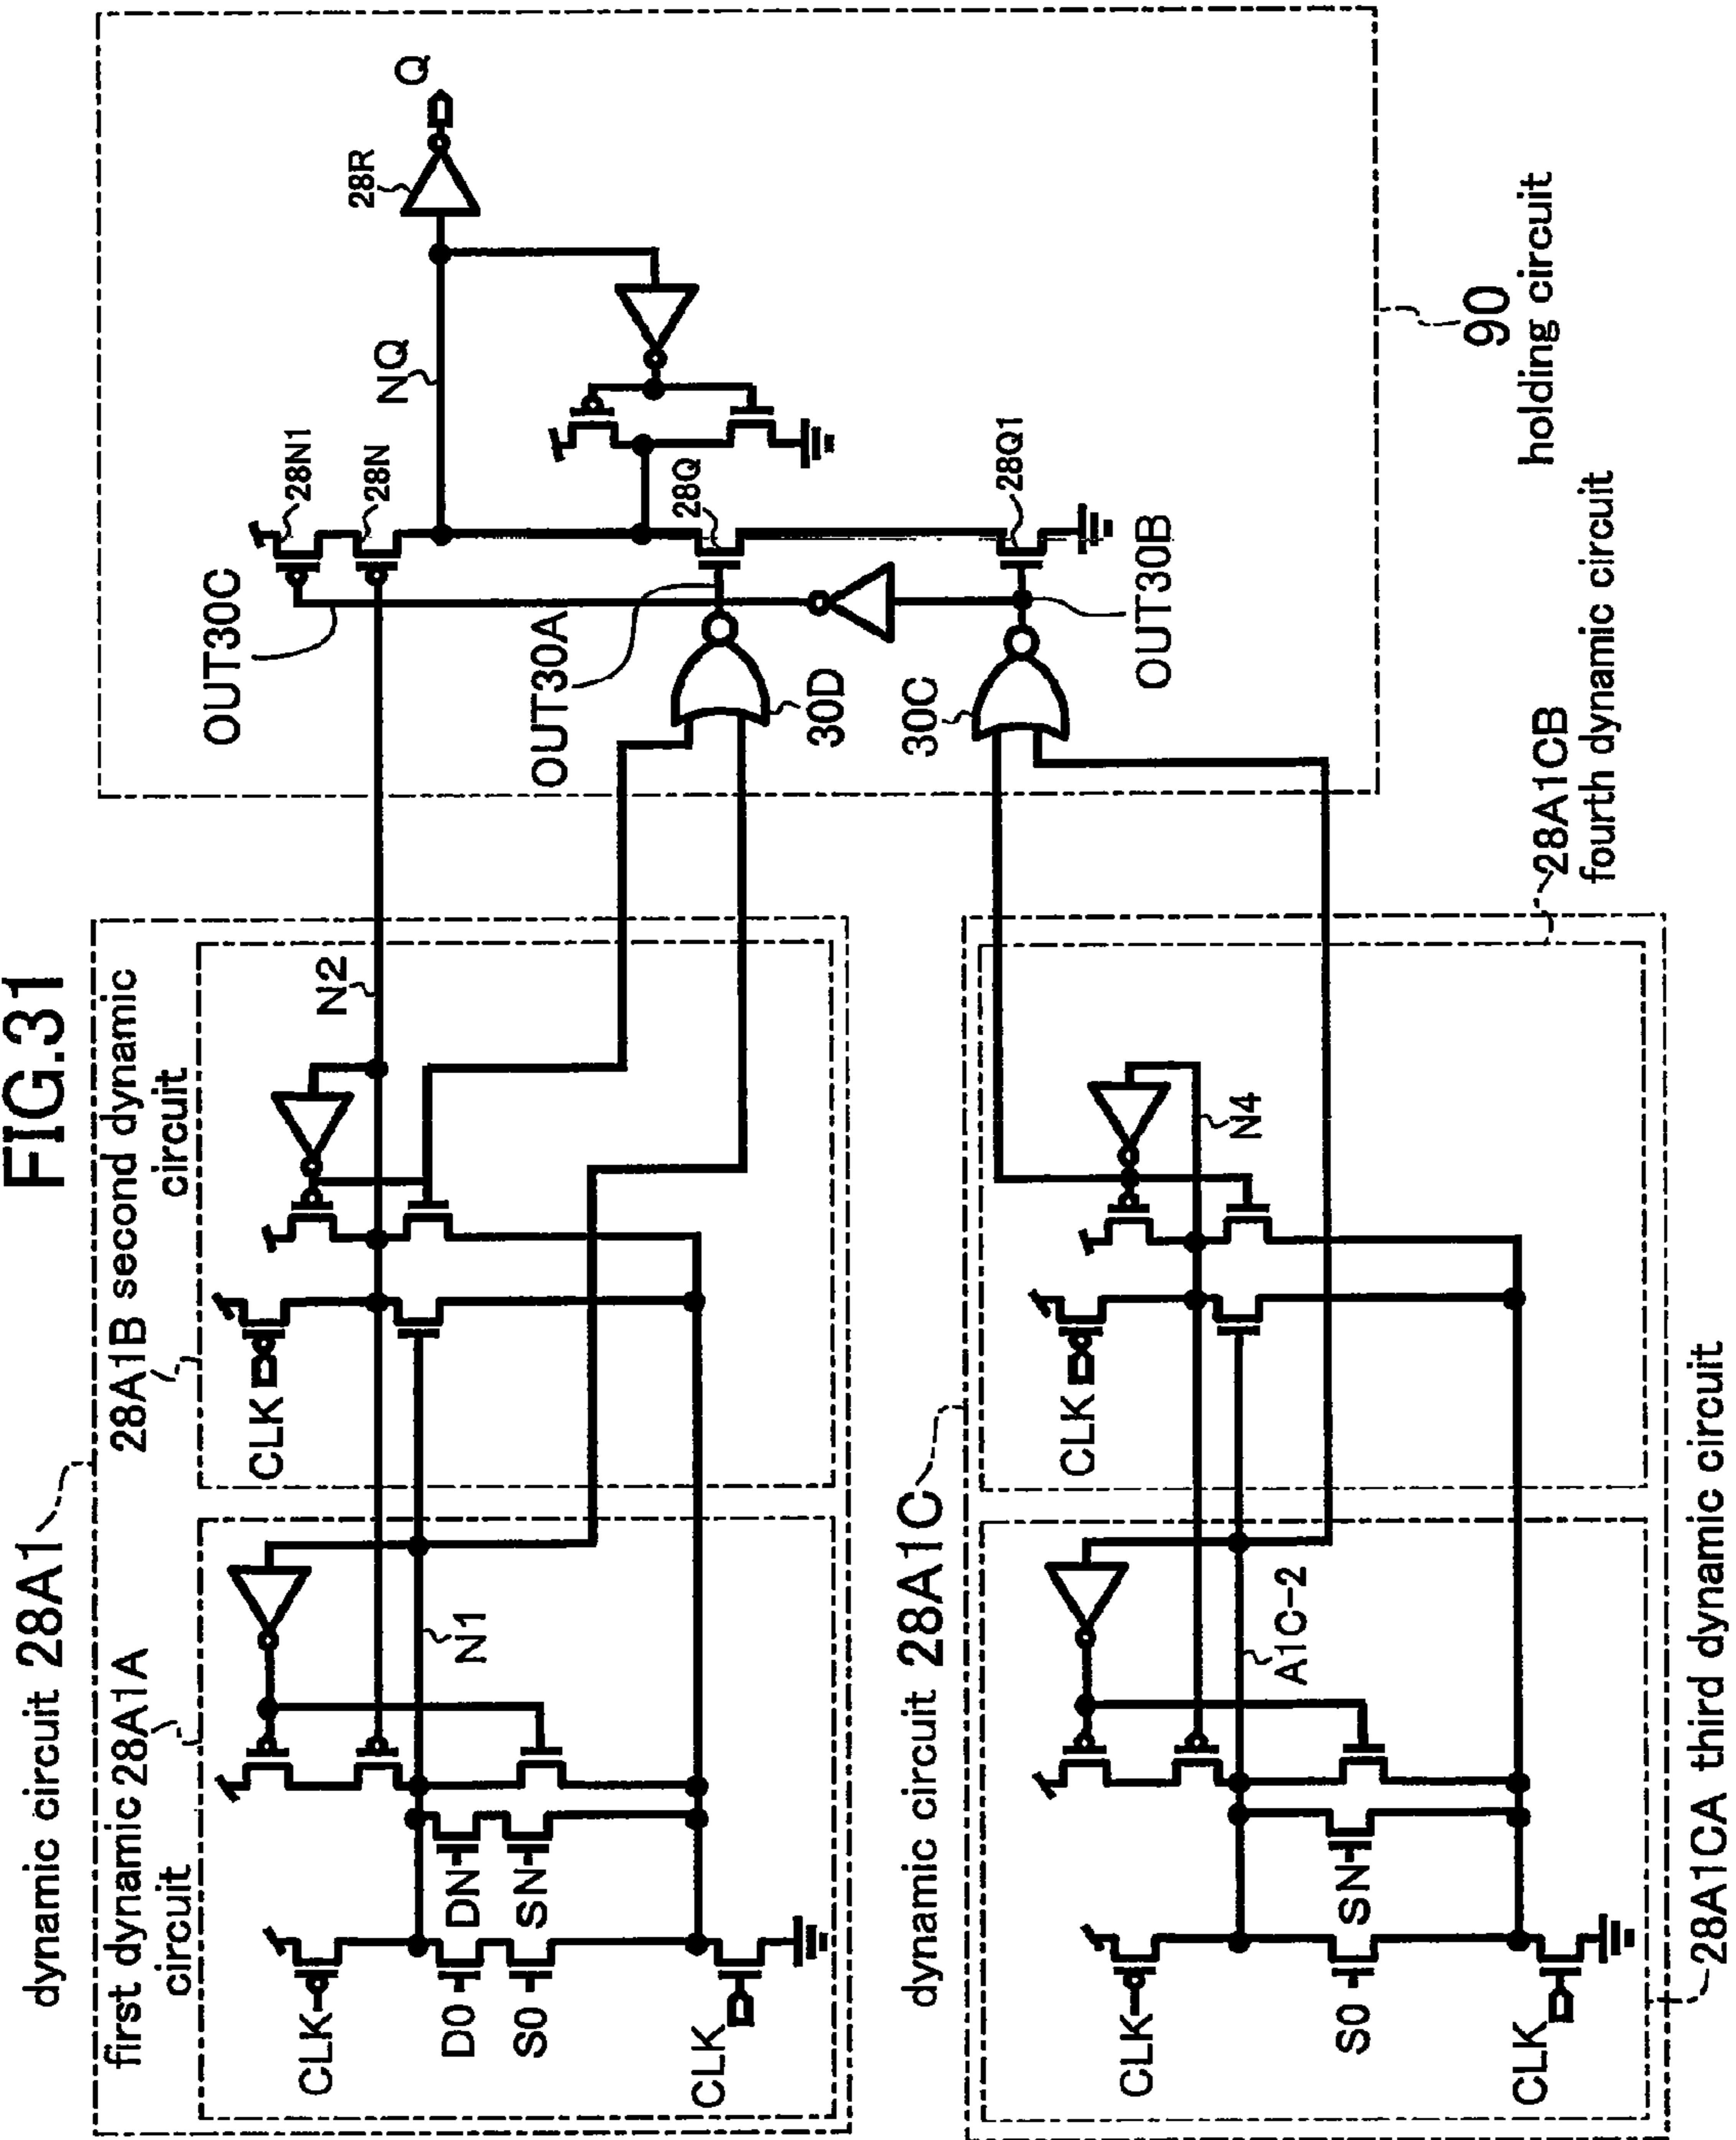 FIG.31
dynamic circuit 28A1
first dynamic 28A1A
circuit
28A1B second dynamic
circuit
CLK
D0
S0
DN
SN
CLK
N1
CLK
N2
OUT30C
OUT30A
30D
30C
OUT30B
28N1
28N
28Q
28Q1
NQ
28R
Q
90
holding circuit
dynamic circuit 28A1C
CLK
S0
SN
CLK
A1C-2
CLK
N4
28A1CB
fourth dynamic circuit
28A1CA third dynamic circuit